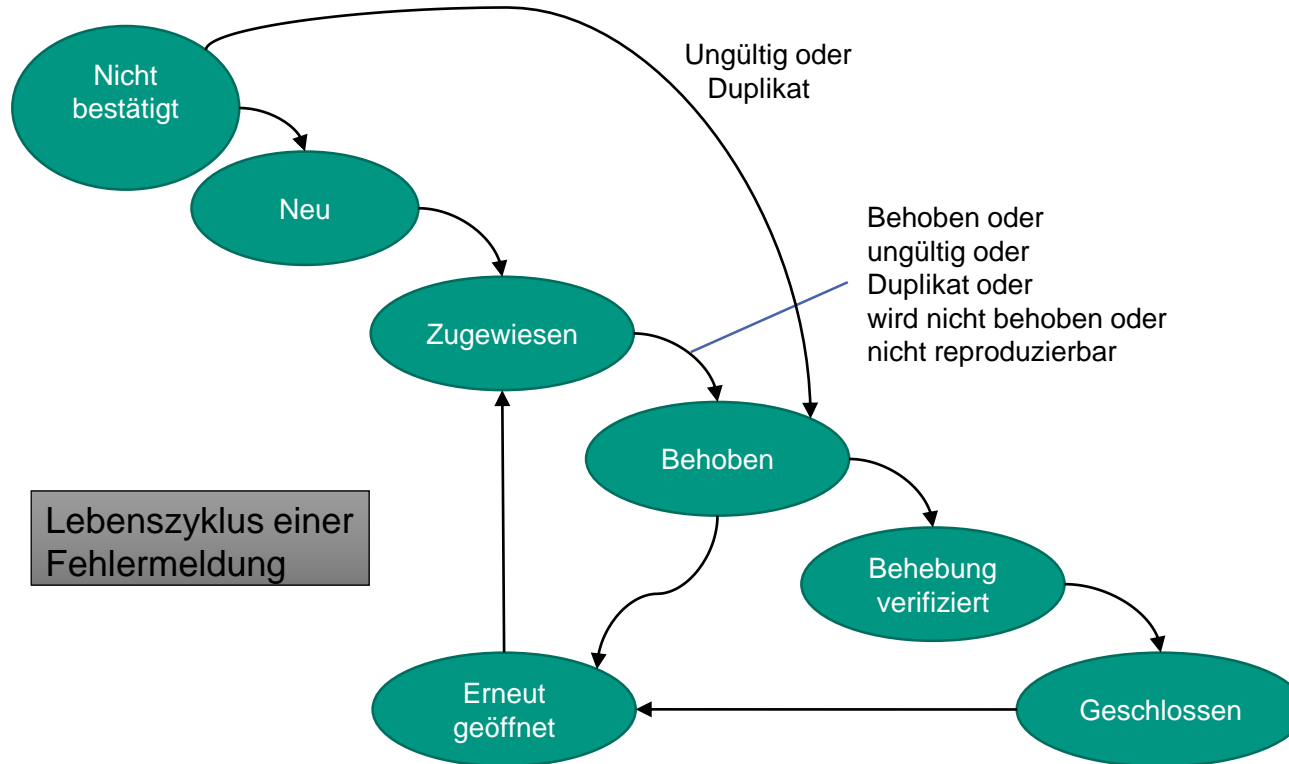 Nicht
bestätigt
Ungültig oder
Duplikat
Neu
Behoben oder
ungültig oder
Duplikat oder
wird nicht behoben oder
nicht reproduzierbar
Zugewiesen
Behoben
Lebenszyklus einer
Fehlermeldung
Behebung
verifiziert
Erneut
geöffnet
Geschlossen